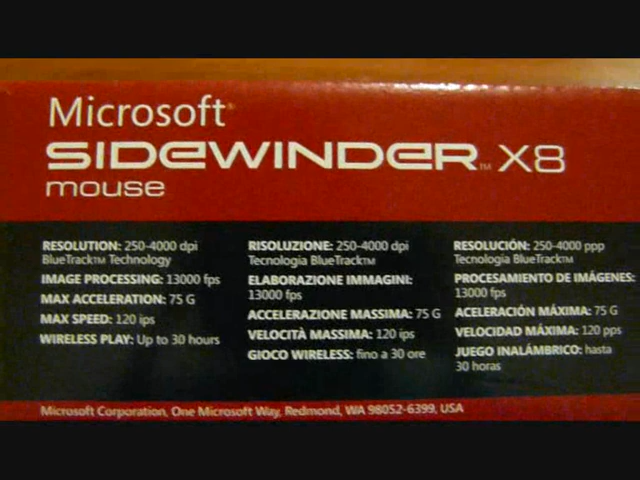 Microsoft®
SIDEWINDER™ X8
mouse
RESOLUTION: 250-4000 dpi
BlueTrack™ Technology
IMAGE PROCESSING: 13000 fps
MAX ACCELERATION: 75 G
MAX SPEED: 120 ips
WIRELESS PLAY: Up to 30 hours
RISOLUZIONE: 250-4000 dpi
Tecnologia BlueTrack™
ELABORAZIONE IMMAGINI:
13000 fps
ACCELERAZIONE MASSIMA: 75 G
VELOCITÀ MASSIMA: 120 ips
GIOCO WIRELESS: fino a 30 ore
RESOLUCIÓN: 250-4000 ppp
Tecnología BlueTrack™
PROCESAMIENTO DE IMÁGENES:
13000 fps
ACELERACIÓN MÁXIMA: 75 G
VELOCIDAD MÁXIMA: 120 pps
JUEGO INALÁMBRICO: hasta
30 horas
Microsoft Corporation, One Microsoft Way, Redmond, WA 98052-6399, USA